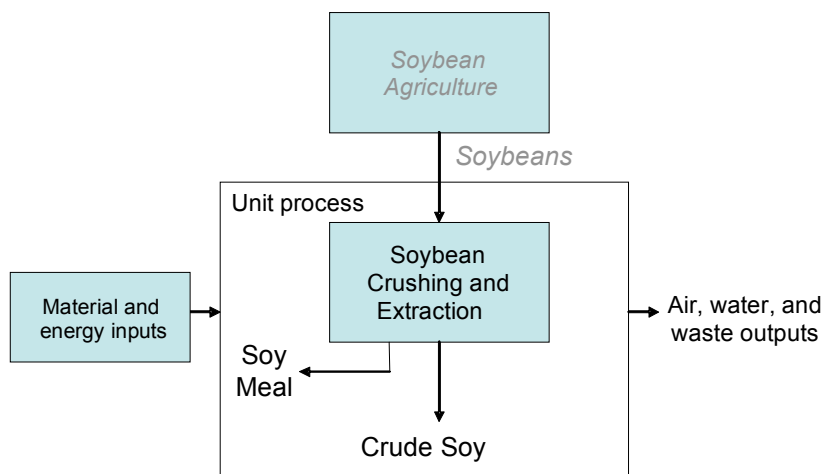 Soybean
Agriculture
Soybeans
Unit process
Soybean
Crushing and
Extraction
Material and
energy inputs
Air, water, and
waste outputs
Soy
Meal
Crude Soy